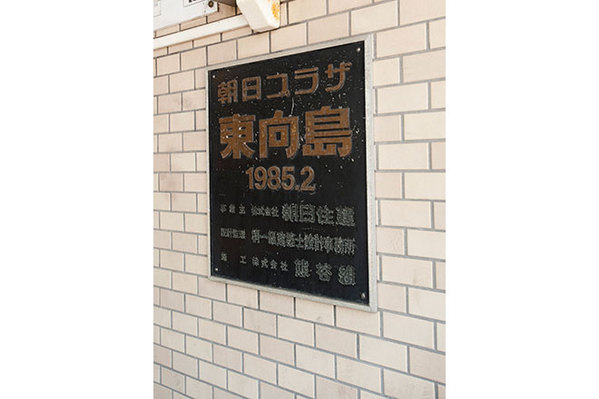 朝日プラザ
東向島
1985.2
事業主 株式会社 朝日住建
設計監理 一級建築士設計事務所
施工 株式会社 熊谷組